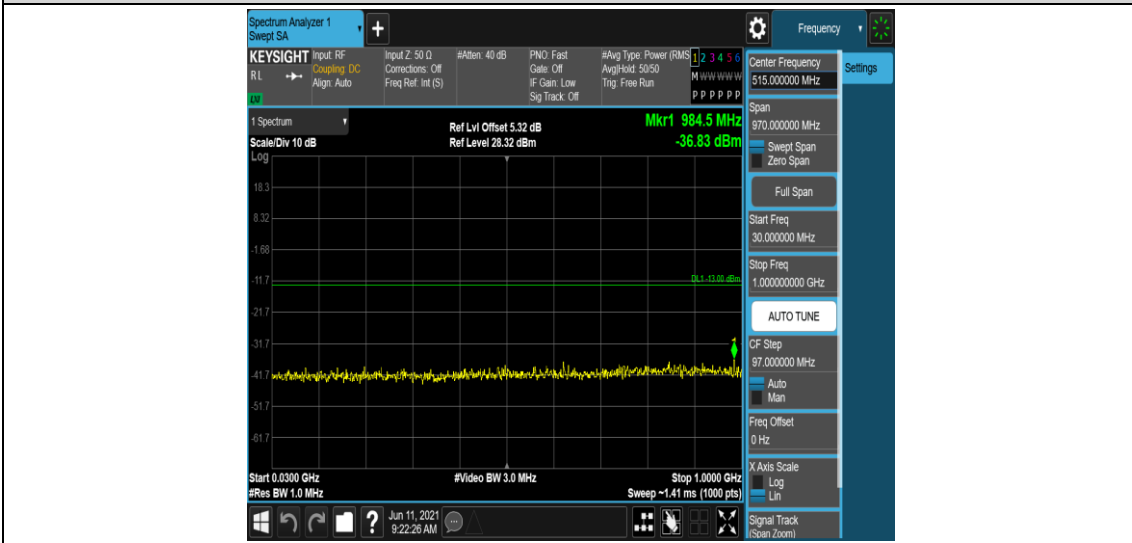 Spectrum Analyzer 1
Swept SA
+
Frequency
KEYSIGHT
RL
Input: RF
Coupling: DC
Align: Auto
Input Z: 50 Ω
Corrections: Off
Freq Ref: Int (S)
#Atten: 40 dB
PNO: Fast
Gate: Off
IF Gain: Low
Sig Track: Off
#Avg Type: Power (RMS
Avg|Hold: 50/50
Trig: Free Run
1 2 3 4 5 6
M W W W W W
P P P P P P
1 Spectrum
Scale/Div 10 dB
Log
Ref Lvl Offset 5.32 dB
Ref Level 28.32 dBm
Mkr1 984.5 MHz
-36.83 dBm
18.3
8.32
-1.68
-11.7
DL1 -13.00 dBm
-21.7
-31.7
1
-41.7
-51.7
-61.7
Start 0.0300 GHz
#Res BW 1.0 MHz
#Video BW 3.0 MHz
Stop 1.0000 GHz
Sweep ~1.41 ms (1000 pts)
?
Jun 11, 2021
9:22:26 AM
Center Frequency
515.000000 MHz
Settings
Span
970.000000 MHz
Swept Span
Zero Span
Full Span
Start Freq
30.000000 MHz
Stop Freq
1.000000000 GHz
AUTO TUNE
CF Step
97.000000 MHz
Auto
Man
Freq Offset
0 Hz
X Axis Scale
Log
Lin
Signal Track
(Span Zoom)